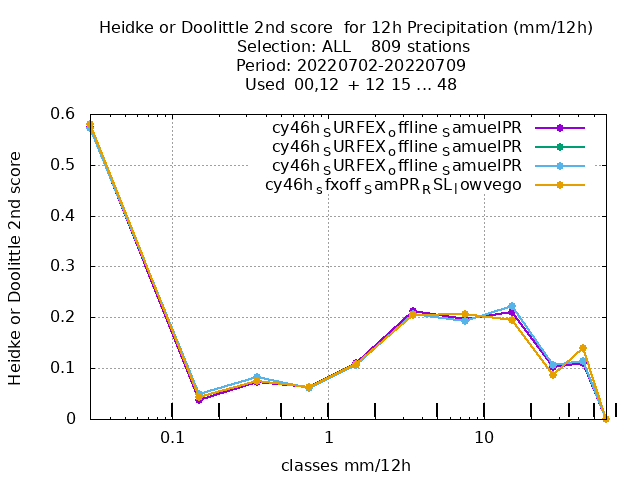 Heidke or Doolittle 2nd score  for 12h Precipitation (mm/12h)
Selection: ALL    809 stations
Period: 20220702-20220709
Used  00,12  + 12 15 ... 48
cy46h_SURFEX_offline_SamuelPR
cy46h_SURFEX_offline_SamuelPR
cy46h_SURFEX_offline_SamuelPR
cy46h_sfxoff_SamPR_RSL_lowvego
Heidke or Doolittle 2nd score
0.6
0.5
0.4
0.3
0.2
0.1
0
0.1 1 10
classes mm/12h